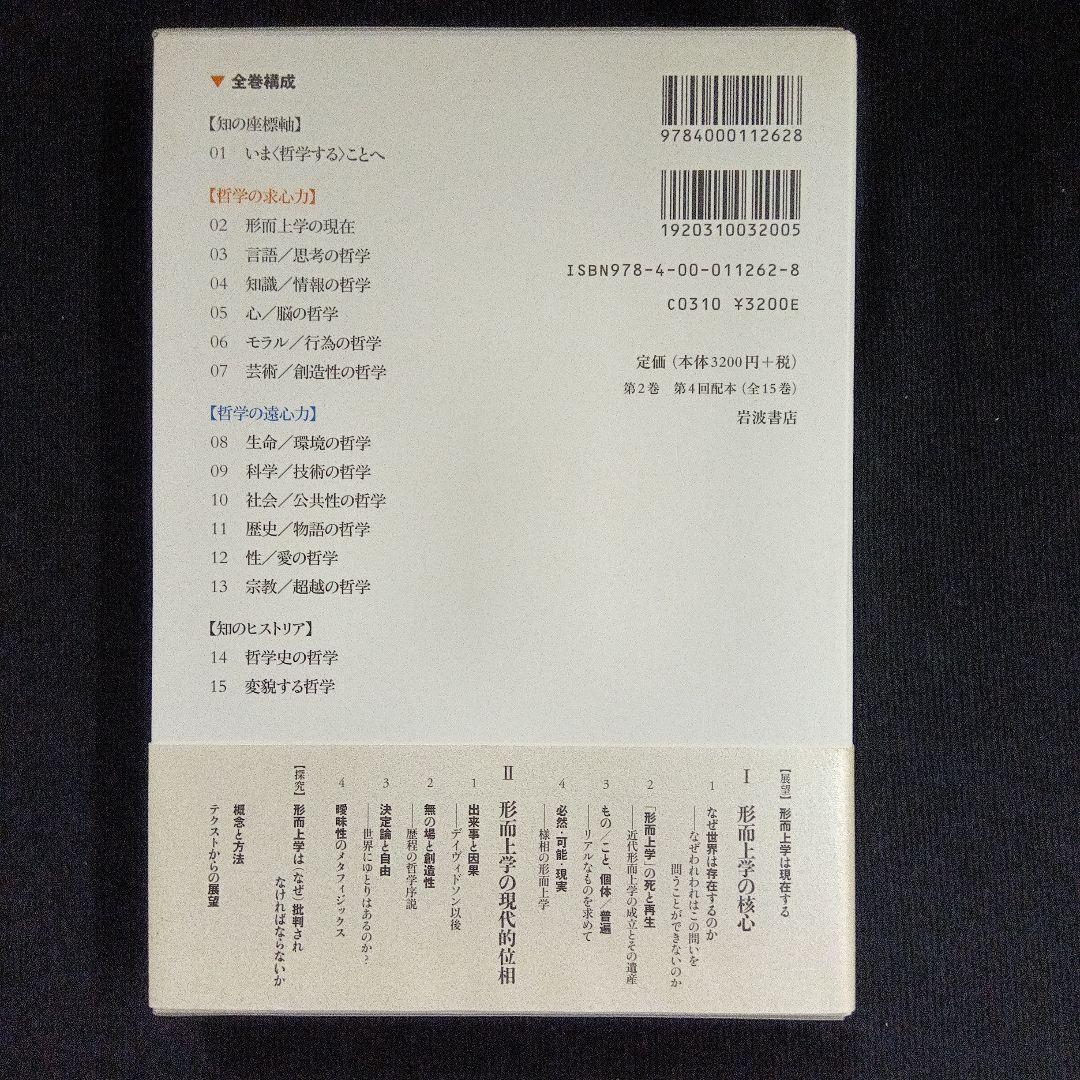 ▼ 全巻構成
【知の座標軸】
01 いま〈哲学する〉ことへ
【哲学の求心力】
02 形而上学の現在
03 言語／思考の哲学
04 知識／情報の哲学
05 心／脳の哲学
06 モラル／行為の哲学
07 芸術／創造性の哲学
【哲学の遠心力】
08 生命／環境の哲学
09 科学／技術の哲学
10 社会／公共性の哲学
11 歴史／物語の哲学
12 性／愛の哲学
13 宗教／超越の哲学
【知のヒストリア】
14 哲学史の哲学
15 変貌する哲学
9784000112628
1920310032005
ISBN978-4-00-011262-8
C0310 ¥3200E
定価（本体3200円＋税）
第2巻 第4回配本（全15巻）
岩波書店
【展望】 形而上学は現在する
Ⅰ 形而上学の核心
1 なぜ世界は存在するのか
──なぜわれわれはこの問いを
問うことができないのか
2 「形而上学」の死と再生
──近代形而上学の成立とその遺産
3 もの／こと、個体／普遍
──リアルなものを求めて
4 必然・可能・現実
──様相の形而上学
Ⅱ 形而上学の現代的位相
1 出来事と因果
──デイヴィドソン以後
2 無の場と創造性
──歴程の哲学序説
3 決定論と自由
──世界にゆとりはあるのか？
4 曖昧性のメタフィジックス
【探究】 形而上学は（なぜ）批判され
なければならないか
概念と方法
テクストからの展望